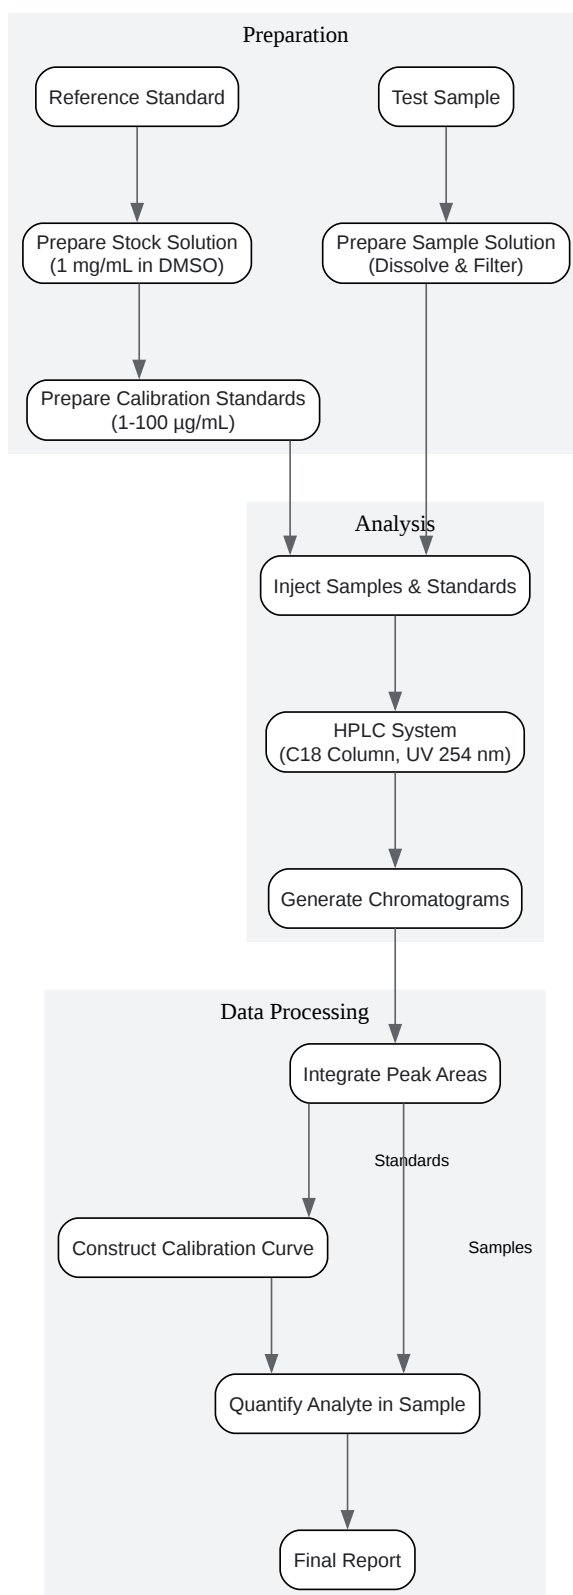 Preparation
Reference Standard
Test Sample
Prepare Stock Solution
(1 mg/mL in DMSO)
Prepare Sample Solution
(Dissolve & Filter)
Prepare Calibration Standards
(1-100 µg/mL)
Analysis
Inject Samples & Standards
HPLC System
(C18 Column, UV 254 nm)
Generate Chromatograms
Data Processing
Integrate Peak Areas
Standards
Construct Calibration Curve
Samples
Quantify Analyte in Sample
Final Report